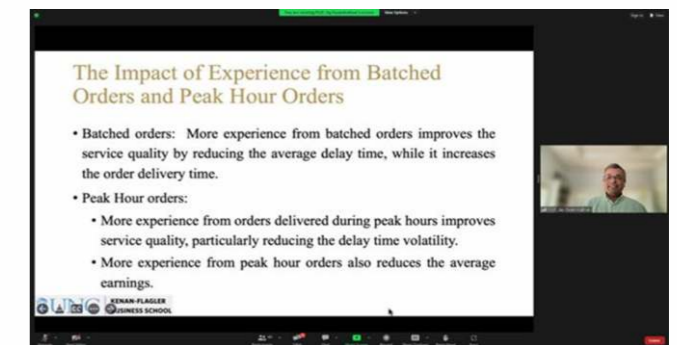 The Impact of Experience from Batched
Orders and Peak Hour Orders
• Batched orders: More experience from batched orders improves the
service quality by reducing the average delay time, while it increases
the order delivery time.
• Peak Hour orders:
• More experience from orders delivered during peak hours improves
service quality, particularly reducing the delay time volatility.
• More experience from peak hour orders also reduces the average
earnings.
UNC KENAN-FLAGLER
BUSINESS SCHOOL